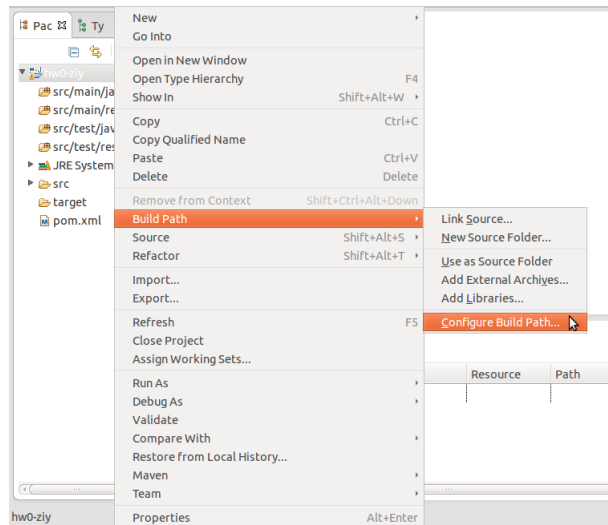 Pac
Ty
hw0-ziy
src/main/ja
src/main/re
src/test/jav
src/test/res
JRE System
src
target
pom.xml
New
Go Into
Open in New Window
Open Type Hierarchy F4
Show In Shift+Alt+W
Copy Ctrl+C
Copy Qualified Name
Paste Ctrl+V
Delete Delete
Remove from Context Shift+Ctrl+Alt+Down
Build Path
Source Shift+Alt+S
Refactor Shift+Alt+T
Import...
Export...
Refresh F5
Close Project
Assign Working Sets...
Run As
Debug As
Validate
Compare With
Restore from Local History...
Maven
Team
Properties Alt+Enter
Link Source...
New Source Folder...
Use as Source Folder
Add External Archives...
Add Libraries...
Configure Build Path...
Resource Path
hw0-ziy